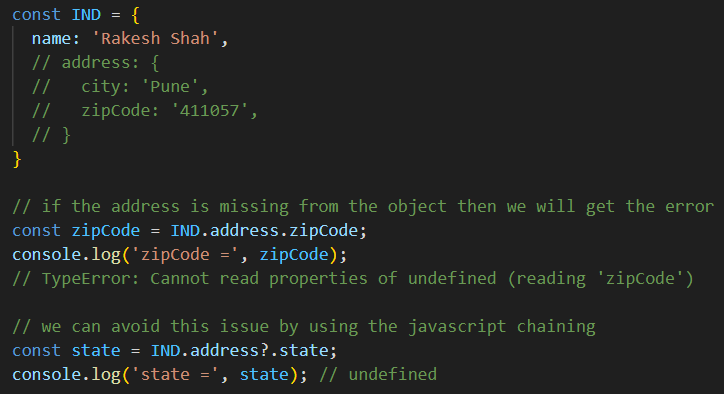 const IND = {
  name: 'Rakesh Shah',
  // address: {
  //   city: 'Pune',
  //   zipCode: '411057',
  // }
}

// if the address is missing from the object then we will get the error
const zipCode = IND.address.zipCode;
console.log('zipCode =', zipCode);
// TypeError: Cannot read properties of undefined (reading 'zipCode')

// we can avoid this issue by using the javascript chaining
const state = IND.address?.state;
console.log('state =', state); // undefined